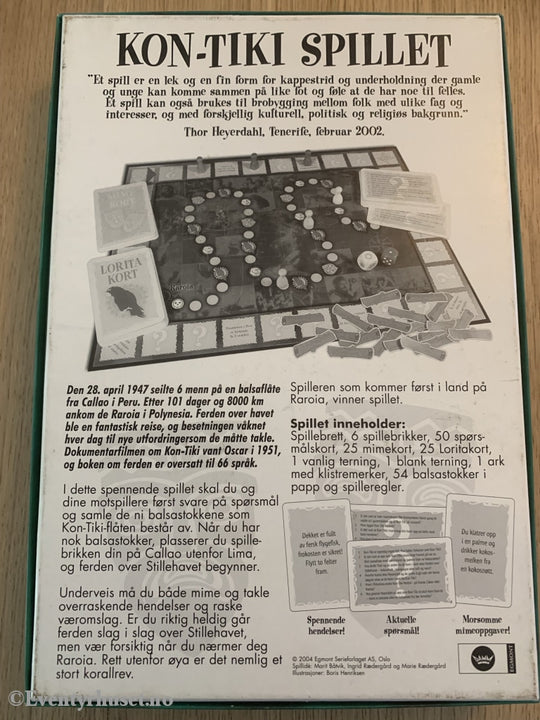 KON-TIKI SPILLET
"Et spill er en lek og en fin form for kappestrid og underholdning der gamle
og unge kan komme sammen på like fot og føle at de har noe til felles.
Et spill kan også brukes til brobygging mellom folk med ulike fag og
interesser, og med forskjellig kulturell, politisk og religiøs bakgrunn."
Thor Heyerdahl, Tenerife, februar 2002.
LORITA
KORT
Raroia
Den 28. april 1947 seilte 6 menn på en balsaflåte
fra Callao i Peru. Etter 101 dager og 8000 km
ankom de Raroia i Polynesia. Ferden over havet
ble en fantastisk reise, og besetningen våknet
hver dag til nye utfordringersom de måtte takle.
Dokumentarfilmen om Kon-Tiki vant Oscar i 1951,
og boken om ferden er oversatt til 66 språk.
I dette spennende spillet skal du og
dine motspillere først svare på spørsmål
og samle de ni balsastokkene som
Kon-Tiki-flåten består av. Når du har
nok balsastokker, plasserer du spille-
brikken din på Callao utenfor Lima,
og ferden over Stillehavet begynner.
Underveis må du både mime og takle
overraskende hendelser og raske
væromslag. Er du riktig heldig går
ferden slag i slag over Stillehavet,
men vær forsiktig når du nærmer deg
Raroia. Rett utenfor øya er det nemlig et
stort korallrev.
Spilleren som kommer først i land på
Raroia, vinner spillet.
Spillet inneholder:
Spillebrett, 6 spillebrikker, 50 spørs-
målskort, 25 mimekort, 25 Loritakort,
1 vanlig terning, 1 blank terning, 1 ark
med klistremerker, 54 balsastokker i
papp og spilleregler.
Dekket er fullt
av fersk flygefisk,
frokosten er sikret!
Flytt to felter
fram.
Du klatrer opp
i en palme og
drikker kokos-
melken fra
en kokosnøtt.
Spennende
hendelser!
Aktuelle
spørsmål!
Morsomme
mimeoppgaver!
© 2004 Egmont Serieforlaget AS, Oslo
Spillidé: Marit Båtvik, Ingrid Rædergård og Marie Rædergård
Illustrasjoner: Boris Henriksen
EGMONT
© Eventyrhuset.no